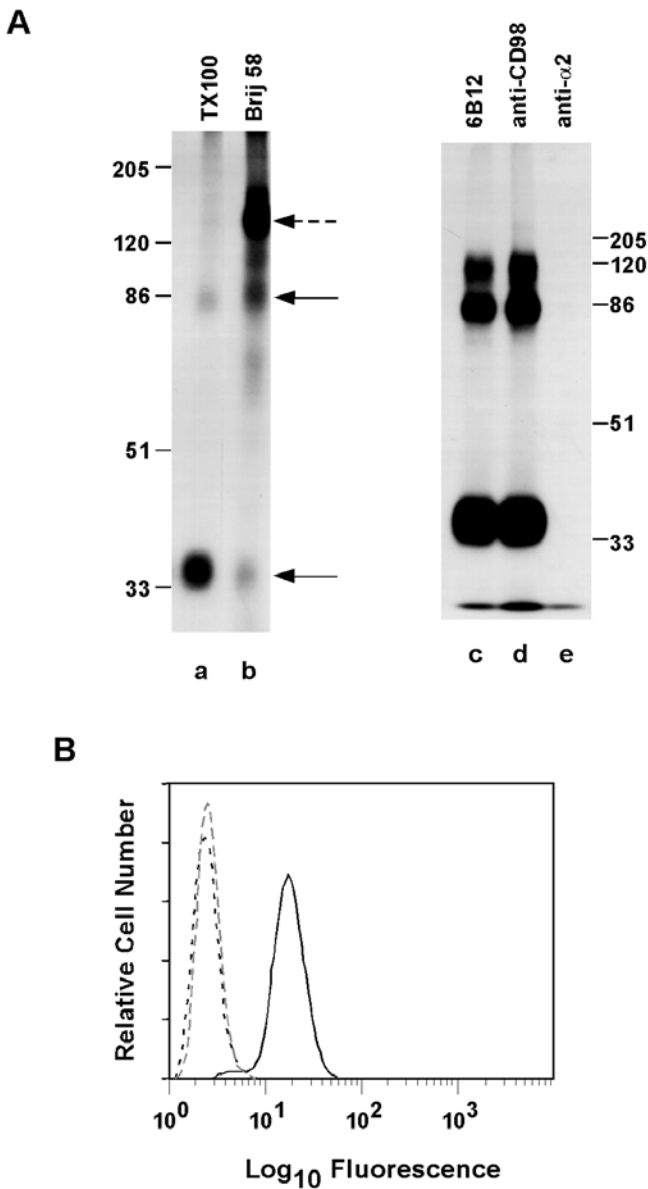 A
TX100
Brij 58
6B12
anti-CD98
anti-α2
205
120
86
51
33
205
120
86
51
33
a b
c d e
B
Relative Cell Number
10⁰ 10¹ 10² 10³
Log₁₀ Fluorescence